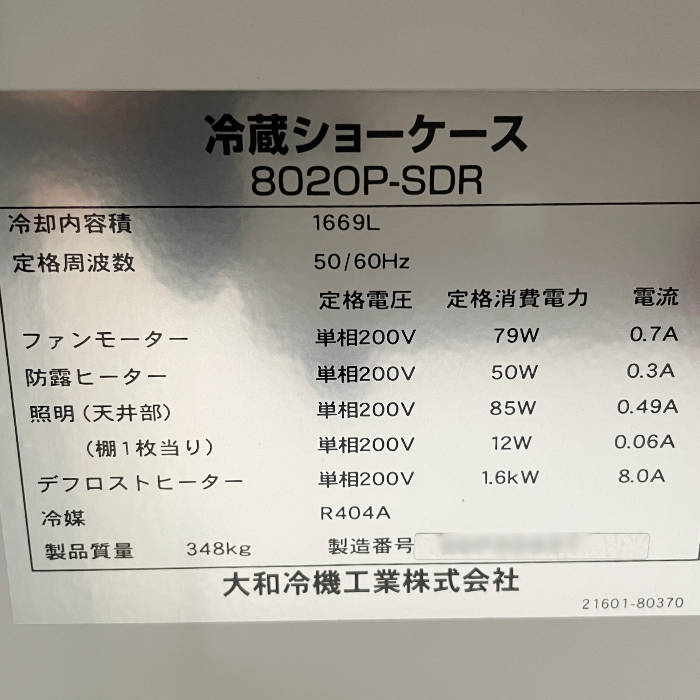 冷蔵ショーケース
8020P-SDR
冷却内容積 1669L
定格周波数 50/60Hz
定格電圧 定格消費電力 電流
ファンモーター 単相200V 79W 0.7A
防露ヒーター 単相200V 50W 0.3A
照明(天井部) 単相200V 85W 0.49A
(棚1枚当り) 単相200V 12W 0.06A
デフロストヒーター 単相200V 1.6kW 8.0A
冷媒 R404A
製品質量 348kg 製造番号
大和冷機工業株式会社
21601-80370